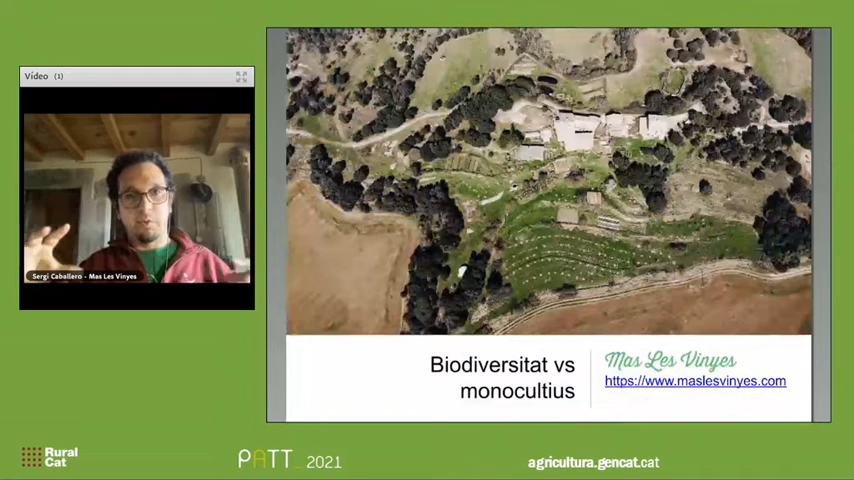 Vídeo (1)
Sergi Caballero - Mas Les Vinyes
Biodiversitat vs
monocultius
Mas Les Vinyes
https://www.maslesvinyes.com
Rural
Cat
PATT_ 2021
agricultura.gencat.cat